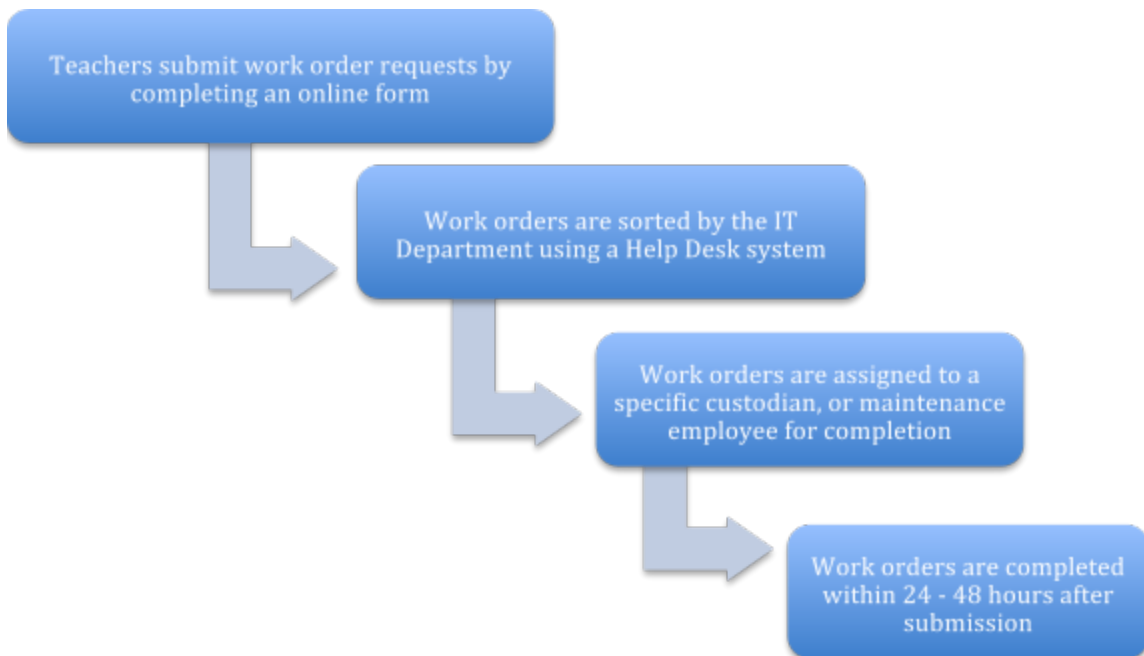 Teachers submit work order requests by
completing an online form
Work orders are sorted by the IT
Department using a Help Desk system
Work orders are assigned to a
specific custodian, or maintenance
employee for completion
Work orders are completed
within 24 - 48 hours after
submission